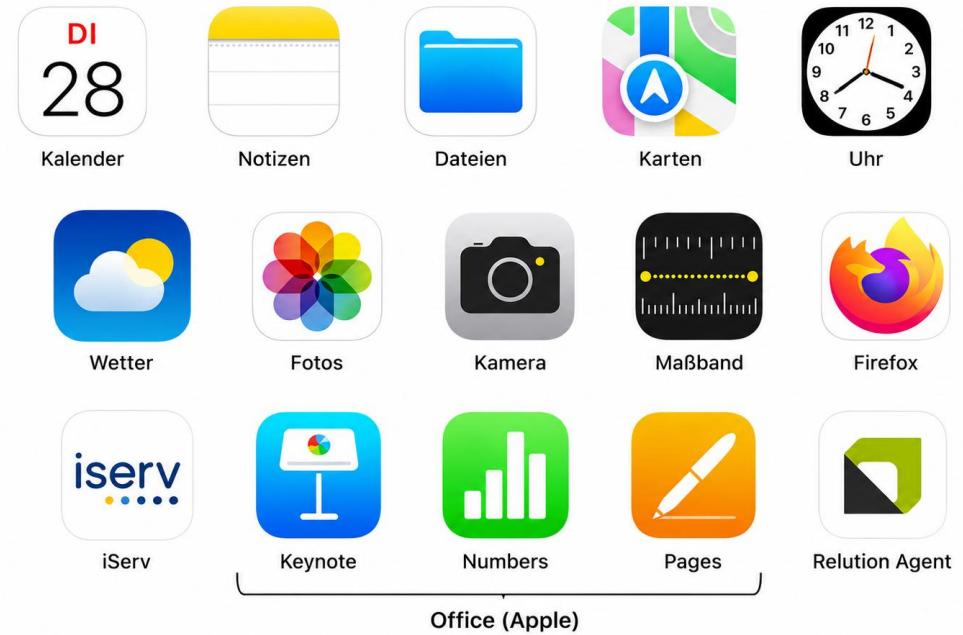 DI
28
Kalender
Notizen
Dateien
Karten
12
1
2
3
4
5
6
7
8
9
10
11
Uhr
Wetter
Fotos
Kamera
Maßband
Firefox
iserv
iServ
Keynote
Numbers
Pages
Relution Agent
Office (Apple)